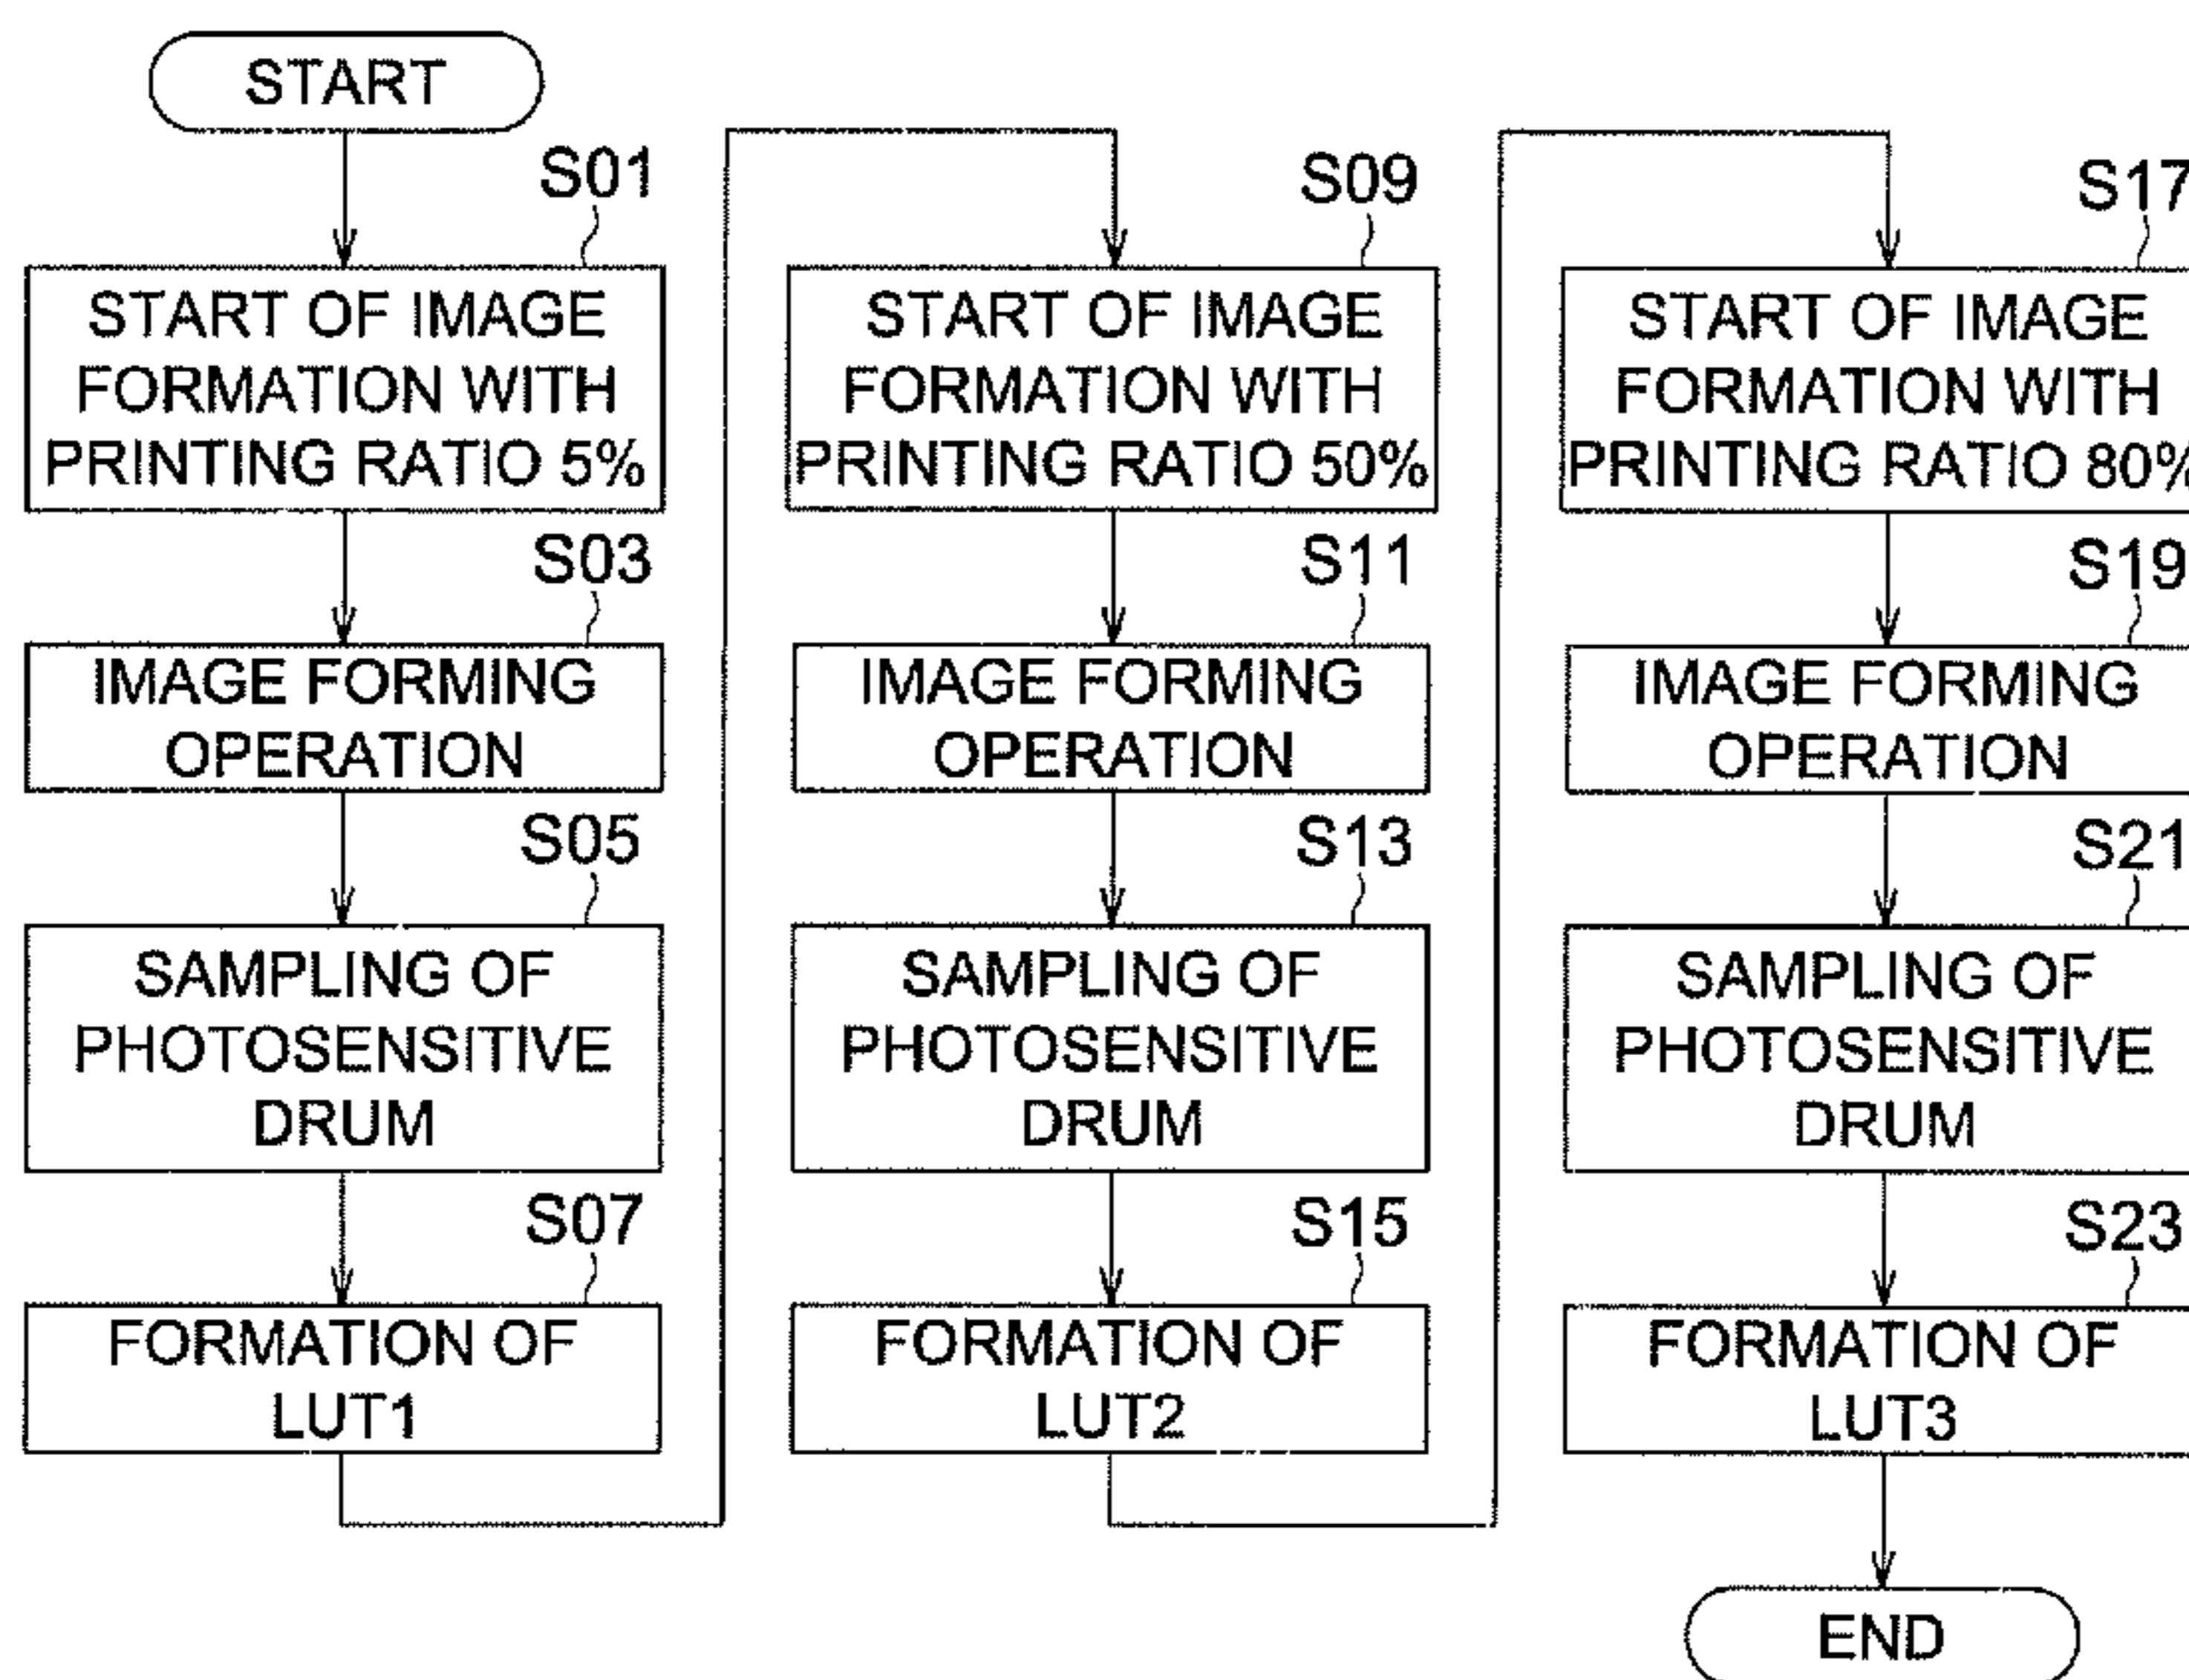 START
S01
START OF IMAGE
FORMATION WITH
PRINTING RATIO 5%
S03
IMAGE FORMING
OPERATION
S05
SAMPLING OF
PHOTOSENSITIVE
DRUM
S07
FORMATION OF
LUT1
S09
START OF IMAGE
FORMATION WITH
PRINTING RATIO 50%
S11
IMAGE FORMING
OPERATION
S13
SAMPLING OF
PHOTOSENSITIVE
DRUM
S15
FORMATION OF
LUT2
S17
START OF IMAGE
FORMATION WITH
PRINTING RATIO 80%
S19
IMAGE FORMING
OPERATION
S21
SAMPLING OF
PHOTOSENSITIVE
DRUM
S23
FORMATION OF
LUT3
END